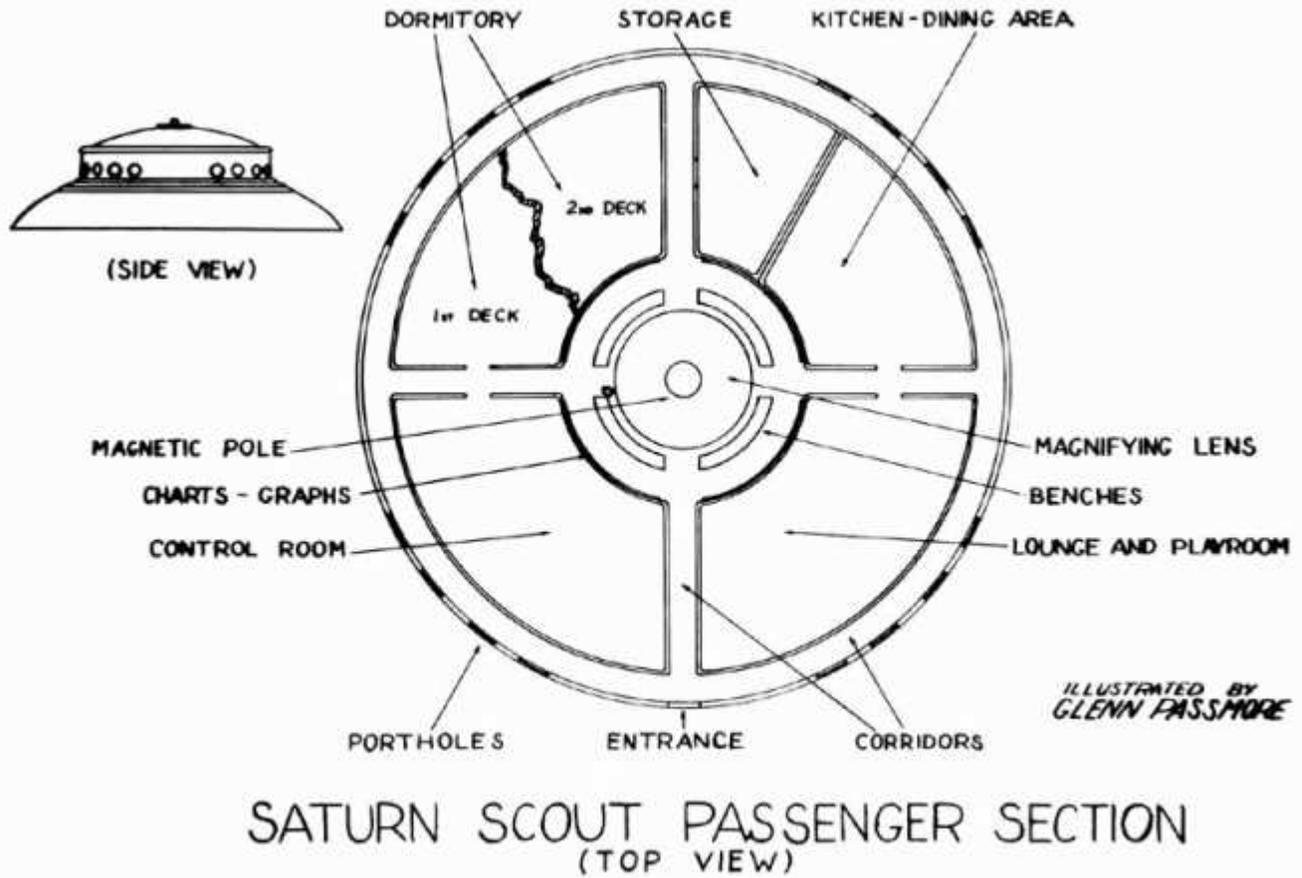 DORMITORY
STORAGE
KITCHEN-DINING AREA
(SIDE VIEW)
2ND DECK
1ST DECK
MAGNETIC POLE
CHARTS - GRAPHS
CONTROL ROOM
MAGNIFYING LENS
BENCHES
LOUNGE AND PLAYROOM
PORTHOLES
ENTRANCE
CORRIDORS
ILLUSTRATED BY
GLENN PASSMORE
SATURN SCOUT PASSENGER SECTION
(TOP VIEW)